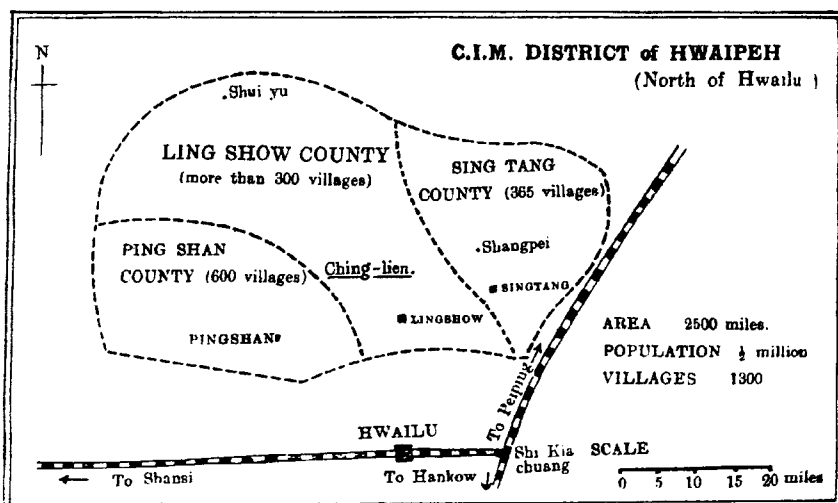 N
C.I.M. DISTRICT of HWAIPEH
(North of Hwailu )
Shui yu
LING SHOW COUNTY
(more than 300 villages)
SING TANG
COUNTY (365 villages)
PING SHAN
COUNTY (600 villages)
Ching-lien.
Shangpei
SINGTANG
LINGSHOW
PINGSHAN
AREA 2500 miles.
POPULATION ½ million
VILLAGES 1300
To Peiping
HWAILU
Shi Kia
chuang
SCALE
To Shansi
To Hankow
0 5 10 15 20 miles